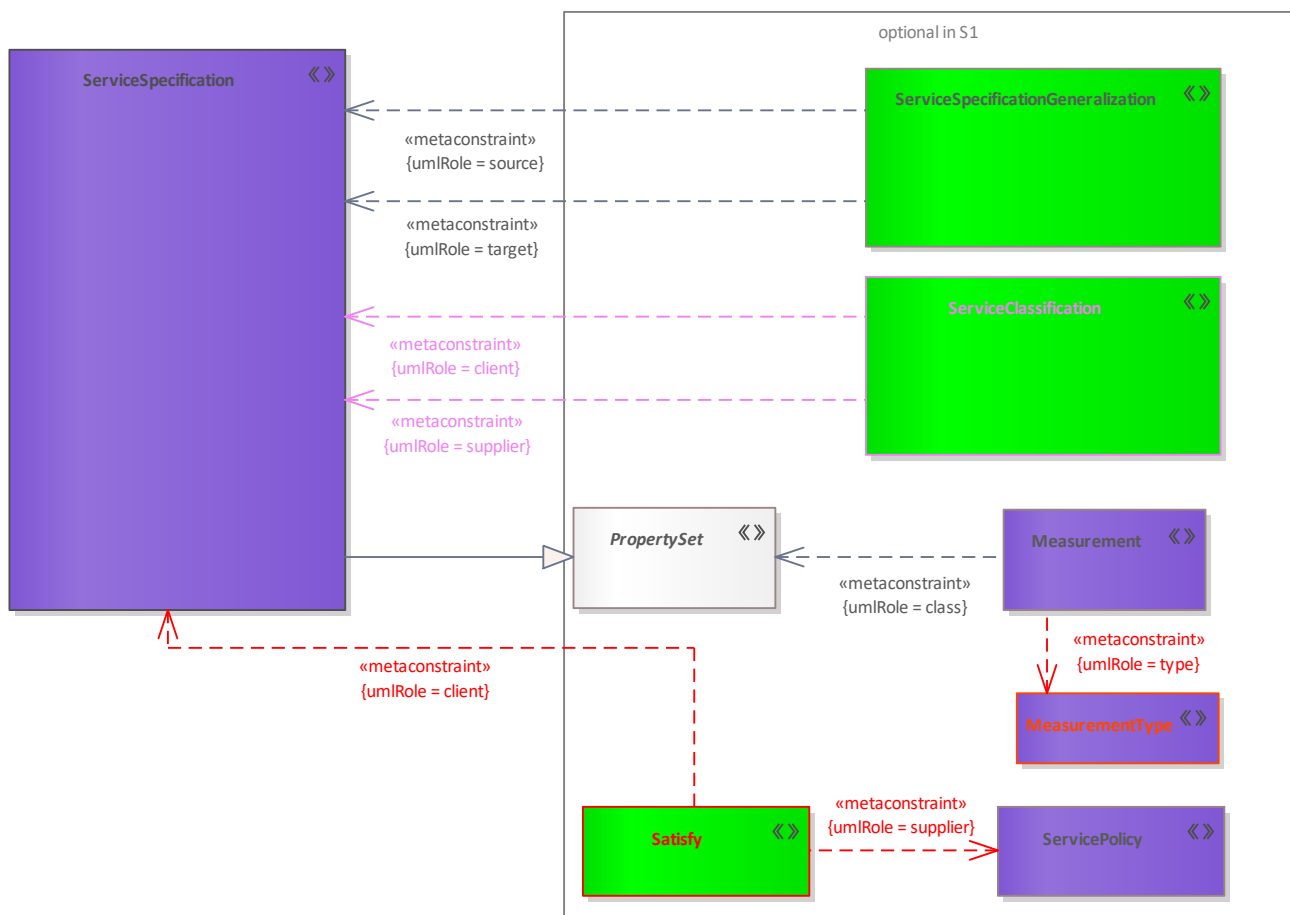 optional in S1
ServiceSpecification
«»
ServiceSpecificationGeneralization
«»
«metaconstraint»
{umlRole = source}
«metaconstraint»
{umlRole = target}
ServiceClassification
«»
«metaconstraint»
{umlRole = client}
«metaconstraint»
{umlRole = supplier}
PropertySet
«»
Measurement
«»
«metaconstraint»
{umlRole = class}
«metaconstraint»
{umlRole = type}
«metaconstraint»
{umlRole = client}
MeasurementType
«»
Satisfy
«»
«metaconstraint»
{umlRole = supplier}
ServicePolicy
«»